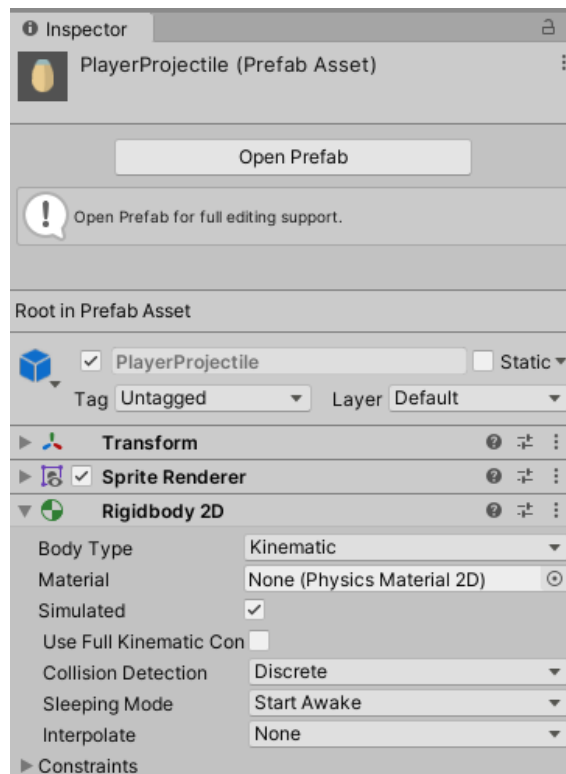 Inspector
PlayerProjectile (Prefab Asset)
Open Prefab
Open Prefab for full editing support.
Root in Prefab Asset
PlayerProjectile Static
Tag Untagged Layer Default
Transform
Sprite Renderer
Rigidbody 2D
Body Type Kinematic
Material None (Physics Material 2D)
Simulated
Use Full Kinematic Con
Collision Detection Discrete
Sleeping Mode Start Awake
Interpolate None
Constraints